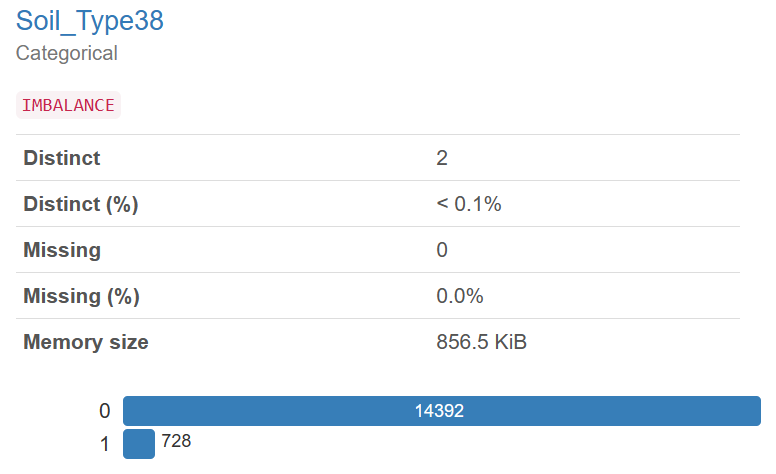 Soil_Type38
Categorical
IMBALANCE
Distinct 2
Distinct (%) < 0.1%
Missing 0
Missing (%) 0.0%
Memory size 856.5 KiB
0 14392
1 728